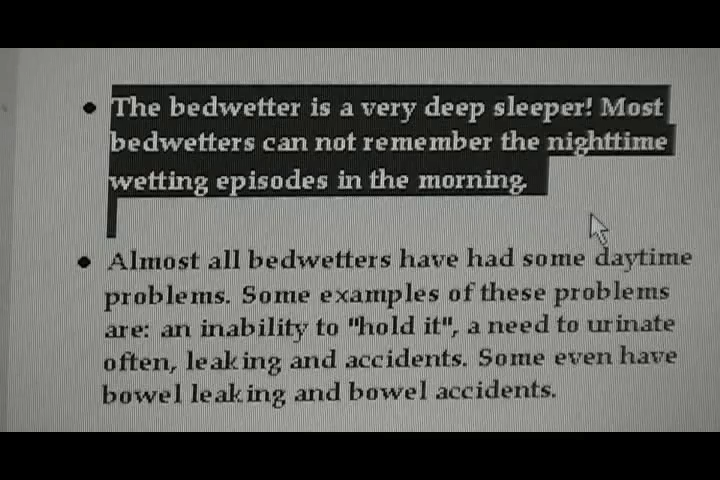 • The bedwetter is a very deep sleeper! Most
bedwetters can not remember the nighttime
wetting episodes in the morning.
• Almost all bedwetters have had some daytime
problems. Some examples of these problems
are: an inability to "hold it", a need to urinate
often, leaking and accidents. Some even have
bowel leaking and bowel accidents.